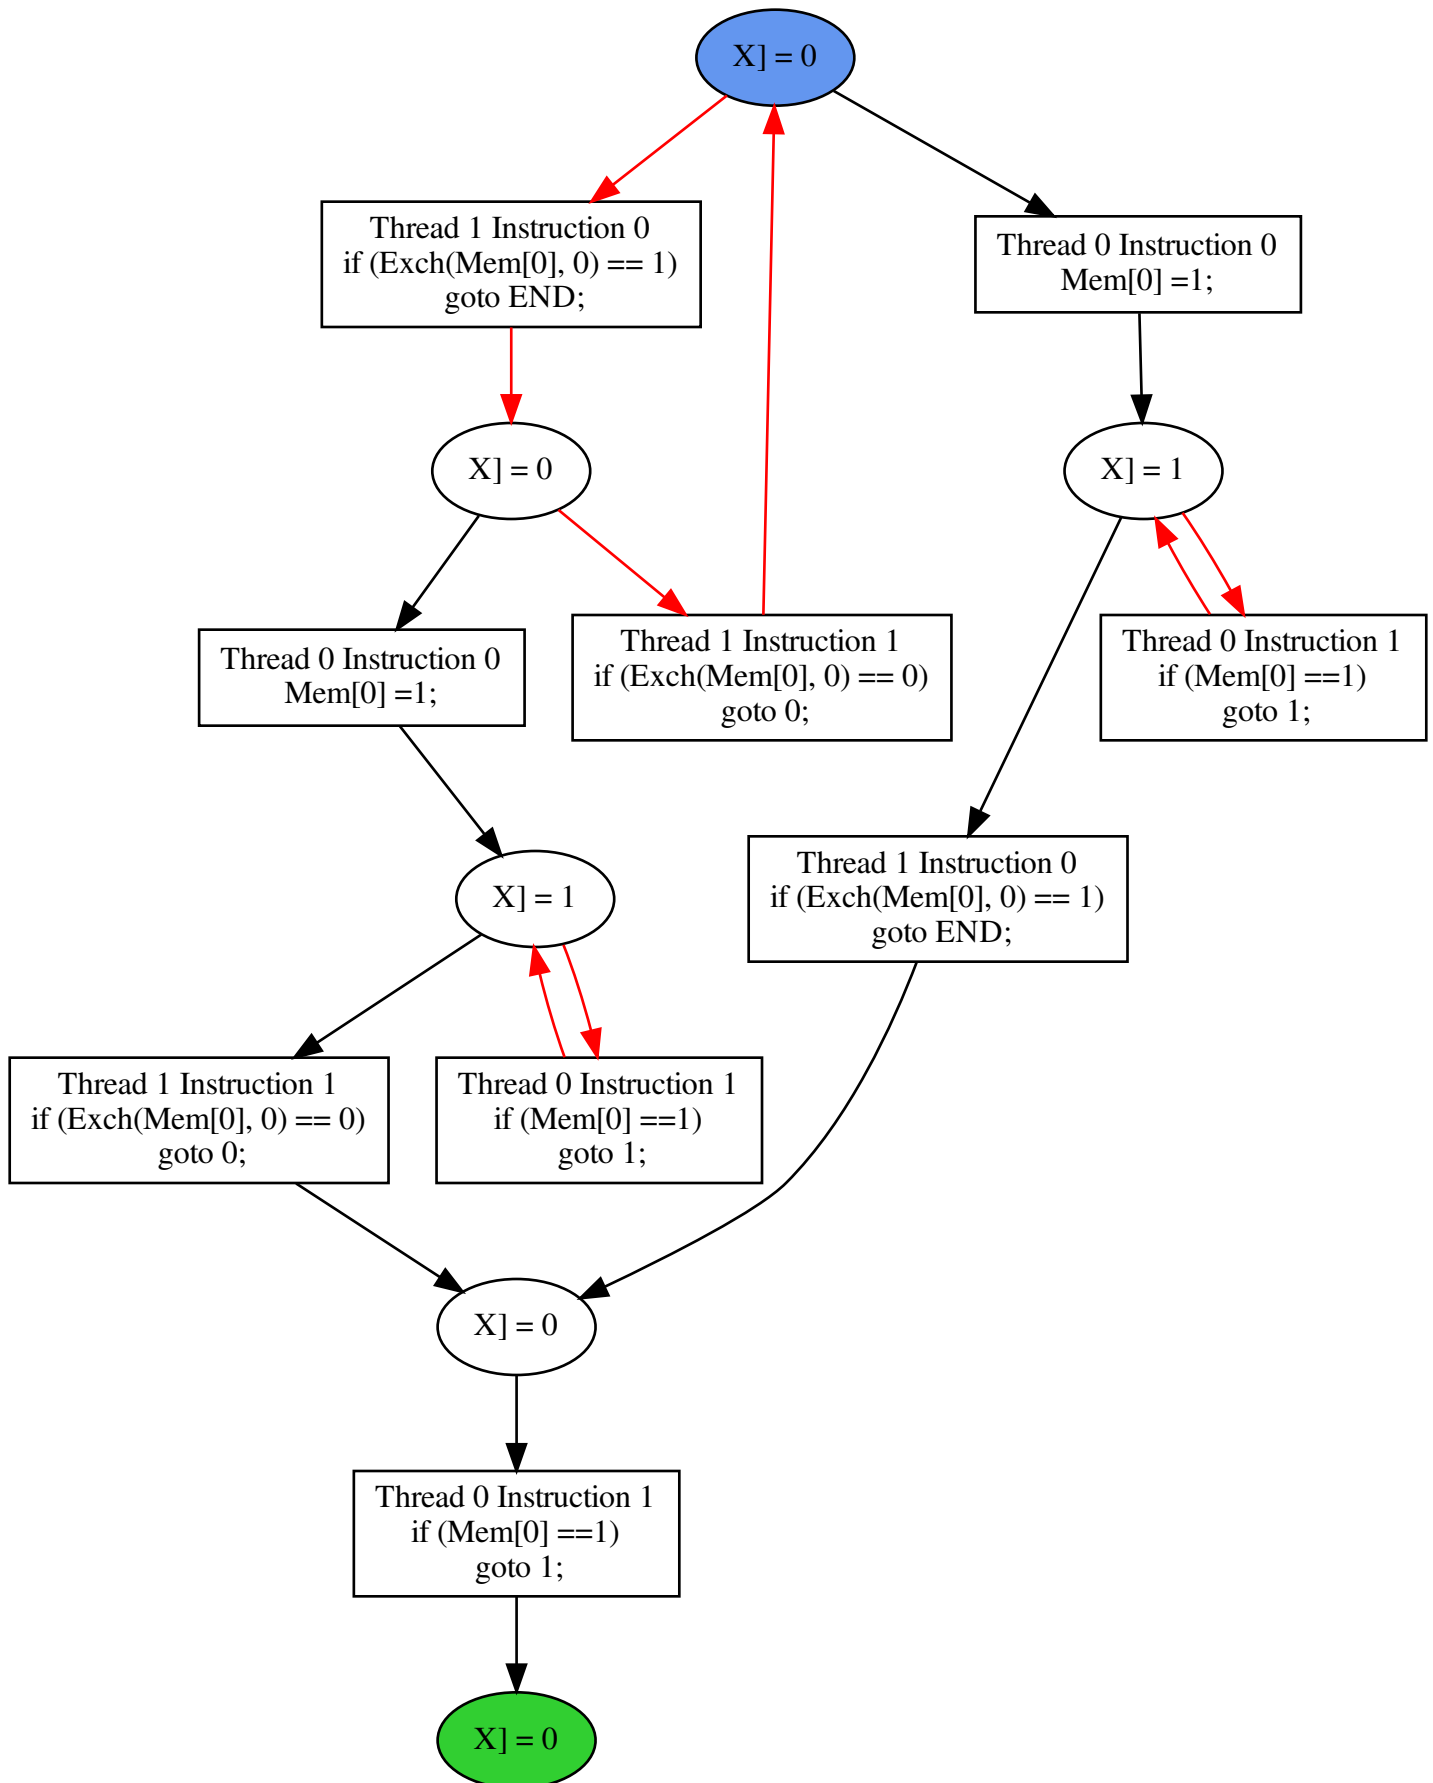 X] = 0
Thread 1 Instruction 0
if (Exch(Mem[0], 0) == 1)
goto END;
Thread 0 Instruction 0
Mem[0] =1;
X] = 0
X] = 1
Thread 0 Instruction 0
Mem[0] =1;
Thread 1 Instruction 1
if (Exch(Mem[0], 0) == 0)
goto 0;
Thread 0 Instruction 1
if (Mem[0] ==1)
goto 1;
X] = 1
Thread 1 Instruction 0
if (Exch(Mem[0], 0) == 1)
goto END;
Thread 1 Instruction 1
if (Exch(Mem[0], 0) == 0)
goto 0;
Thread 0 Instruction 1
if (Mem[0] ==1)
goto 1;
X] = 0
Thread 0 Instruction 1
if (Mem[0] ==1)
goto 1;
X] = 0